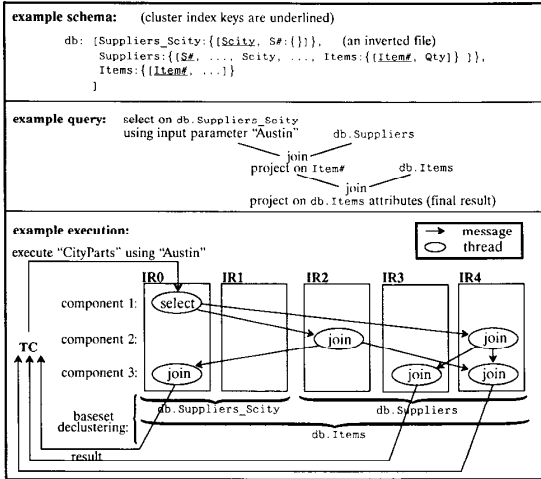 example schema: (cluster index keys are underlined)
db: [Suppliers_Scity:{[Scity, S#:{}]}, (an inverted file)
Suppliers:{[S#, ..., Scity, ..., Items:{[Item#, Qty]} ]},
Items:{[Item#, ...]}
]
example query: select on db.Suppliers_Scity
using input parameter “Austin” db.Suppliers
join
project on Item# db.Items
join
project on db.Items attributes (final result)
example execution:
message
thread
execute “CityParts” using “Austin”
IR0 IR1 IR2 IR3 IR4
component 1: select
component 2: join join
TC
component 3: join join join
baseset
declustering:
db.Suppliers_Scity db.Suppliers
db.Items
result